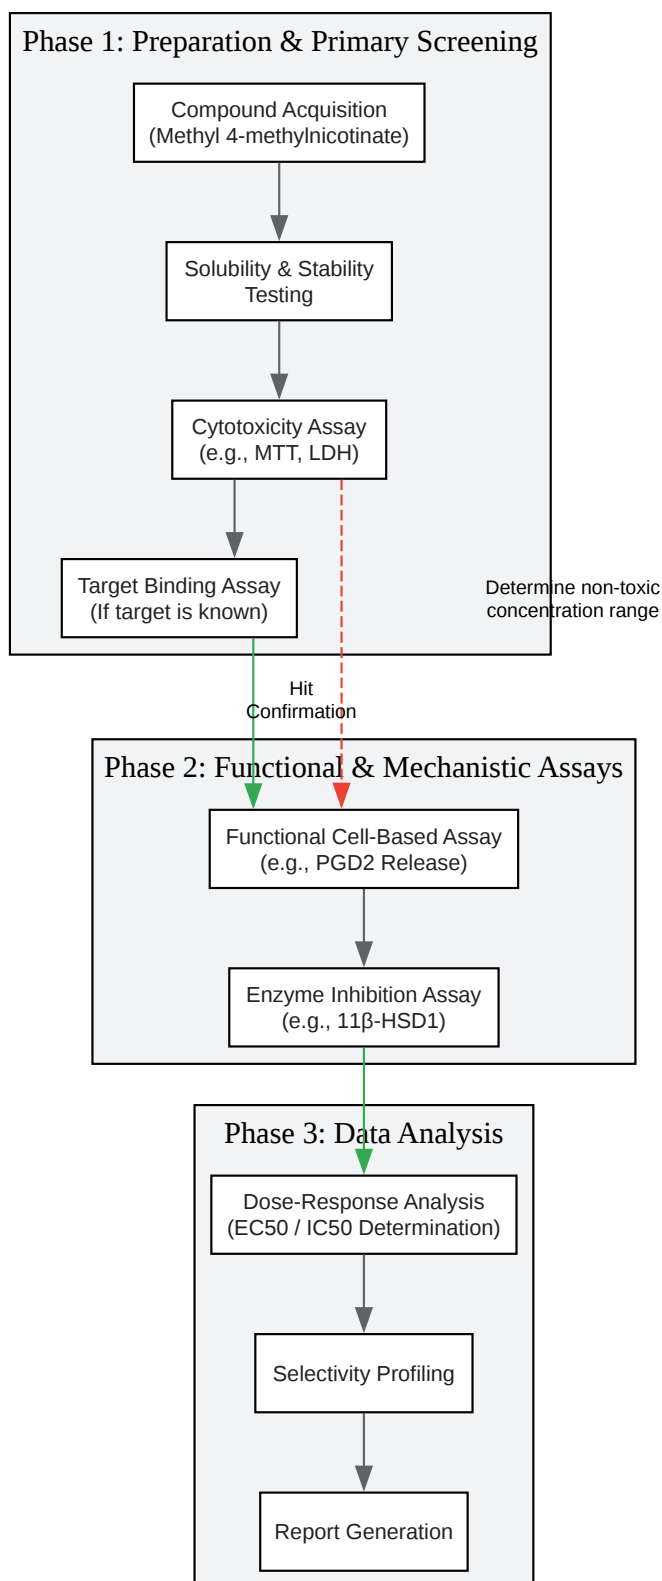 Phase 1: Preparation & Primary Screening
Compound Acquisition
(Methyl 4-methylnicotinate)
Solubility & Stability
Testing
Cytotoxicity Assay
(e.g., MTT, LDH)
Target Binding Assay
(If target is known)
Determine non-toxic
concentration range
Hit
Confirmation
Phase 2: Functional & Mechanistic Assays
Functional Cell-Based Assay
(e.g., PGD2 Release)
Enzyme Inhibition Assay
(e.g., 11β-HSD1)
Phase 3: Data Analysis
Dose-Response Analysis
(EC50 / IC50 Determination)
Selectivity Profiling
Report Generation